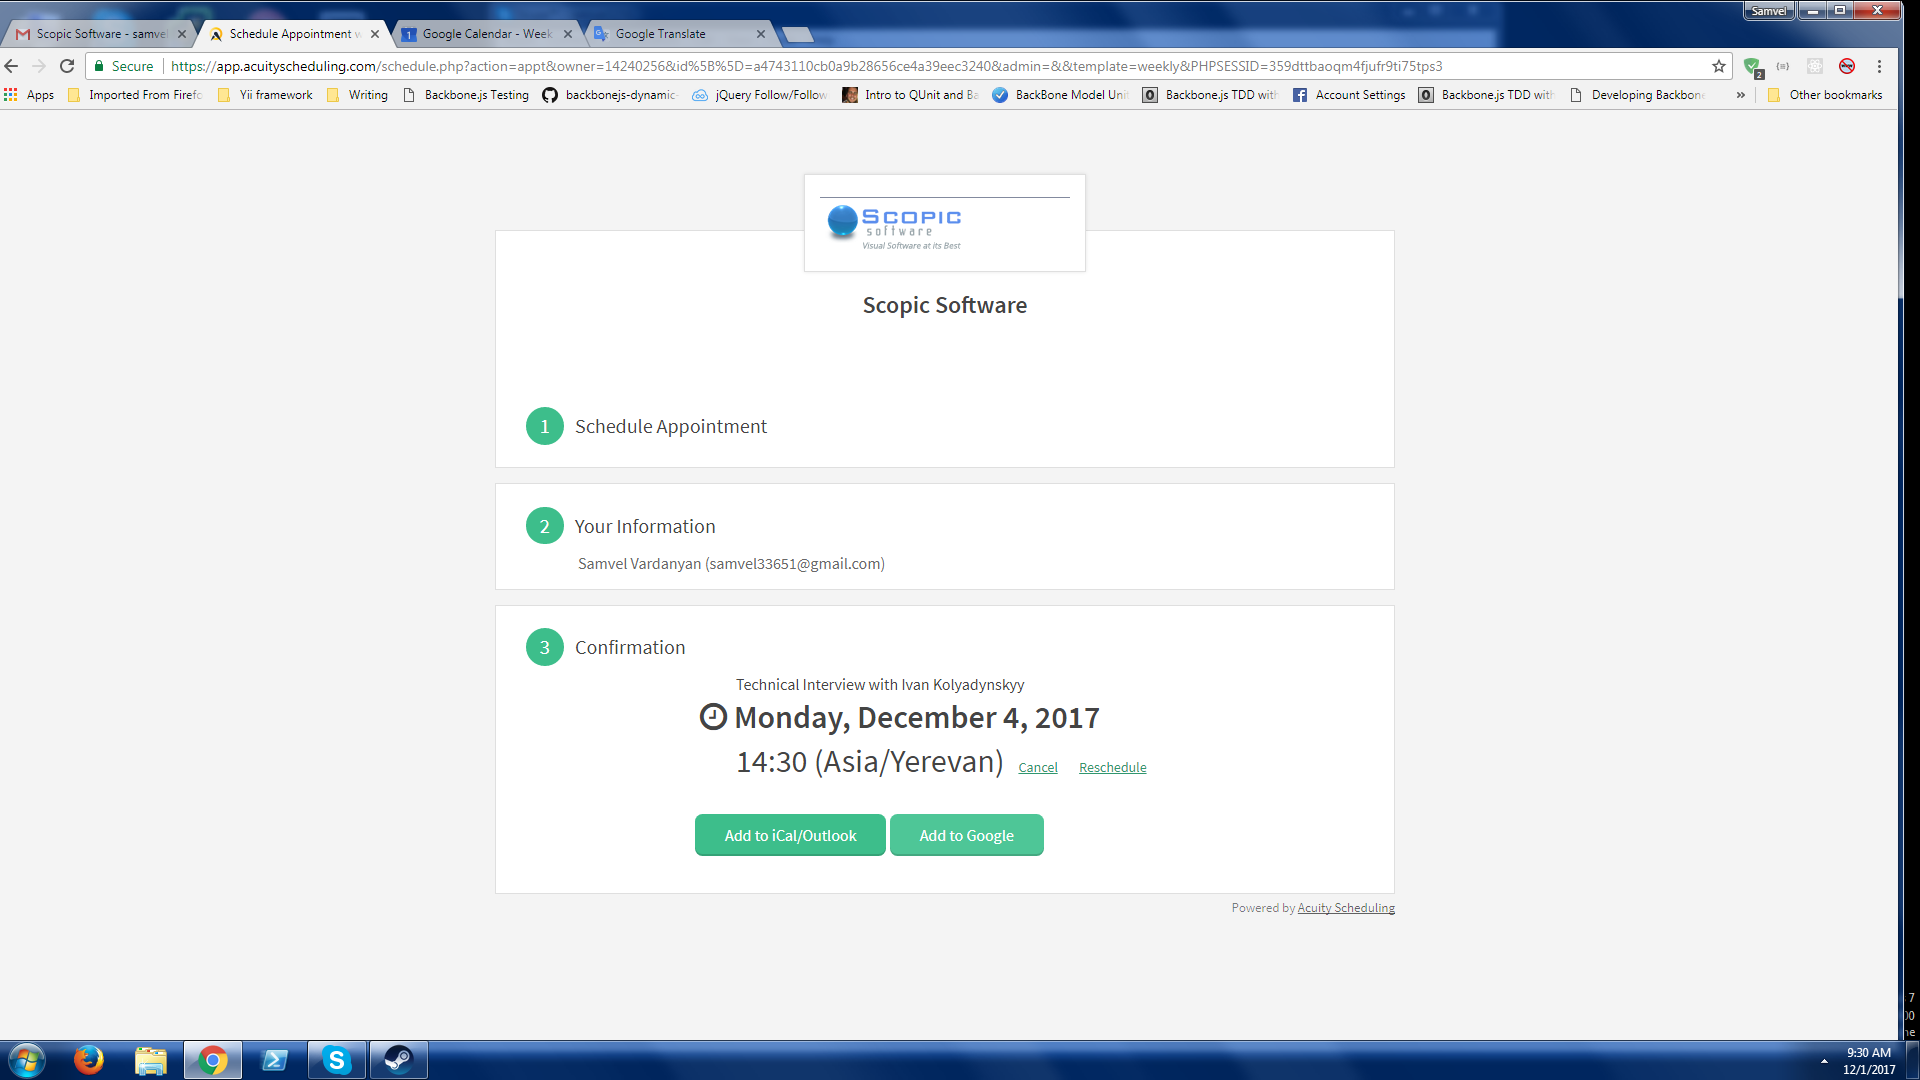 Samvel
Scopic Software - samve
Schedule Appointment w
Google Calendar - Week
Google Translate
Secure
https://app.acuityscheduling.com/schedule.php?action=appt&owner=14240256&id%5B%5D=a4743110cb0a9b28656ce4a39eec3240&admin=&&template=weekly&PHPSESSID=359dttbaoqm4fjufr9ti75tps3
2
Apps
Imported From Firefo
Yii framework
Writing
Backbone.js Testing
backbonejs-dynamic-
jQuery Follow/Follow
Intro to QUnit and Ba
BackBone Model Unit
Backbone.js TDD with
Account Settings
Backbone.js TDD with
Developing Backbone
»
Other bookmarks
Scopic
software
Visual Software at its Best
Scopic Software
1 Schedule Appointment
2 Your Information
Samvel Vardanyan (samvel33651@gmail.com)
3 Confirmation
Technical Interview with Ivan Kolyadynskyy
Monday, December 4, 2017
14:30 (Asia/Yerevan) Cancel Reschedule
Add to iCal/Outlook Add to Google
Powered by Acuity Scheduling
9:30 AM
12/1/2017